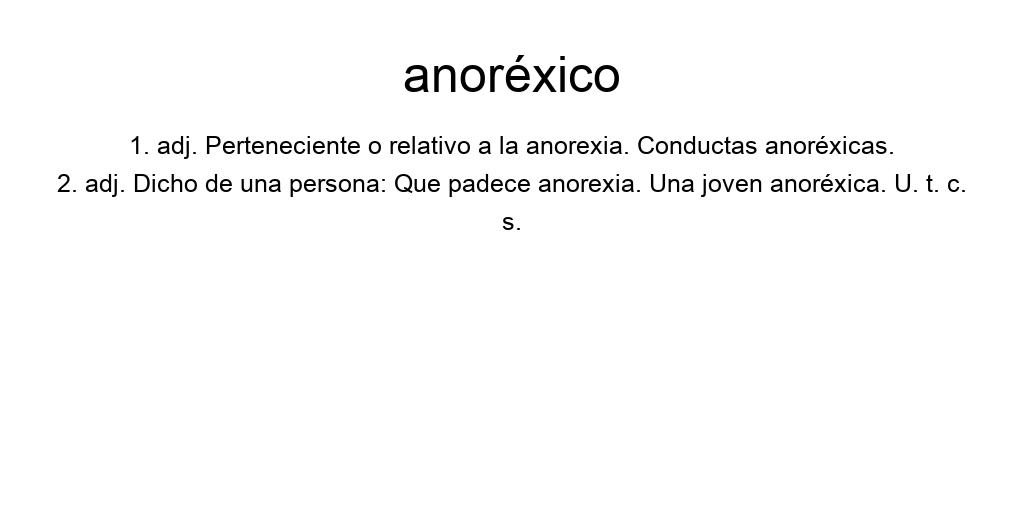 anoréxico
1. adj. Perteneciente o relativo a la anorexia. Conductas anoréxicas.
2. adj. Dicho de una persona: Que padece anorexia. Una joven anoréxica. U. t. c.
s.